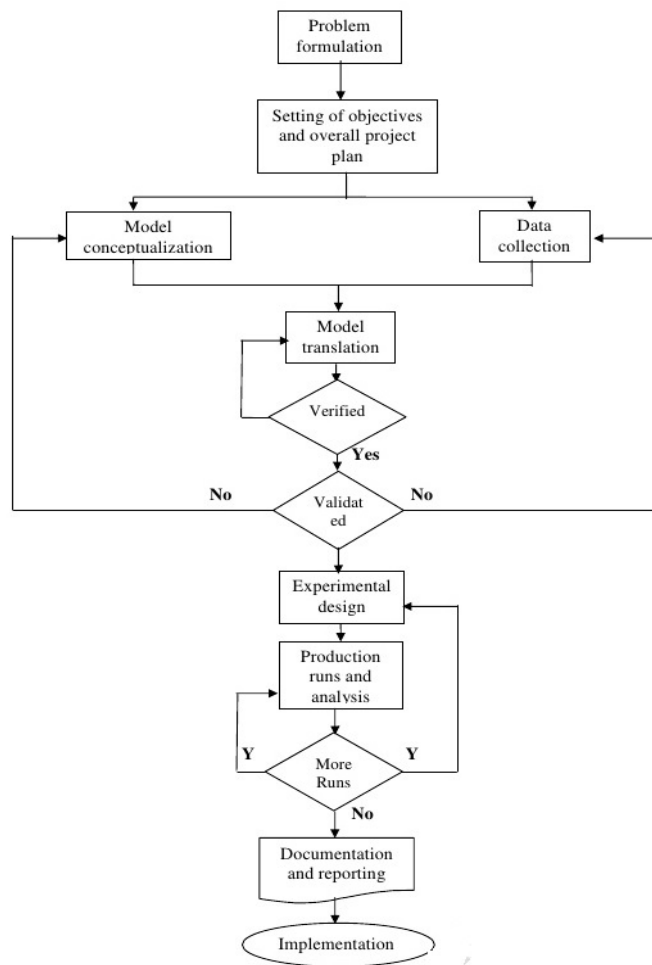 Problem
formulation
Setting of objectives
and overall project
plan
Model
conceptualization
Data
collection
Model
translation
Verified
Yes
No
No
Validat
ed
Experimental
design
Production
runs and
analysis
Y
Y
More
Runs
No
Documentation
and reporting
Implementation